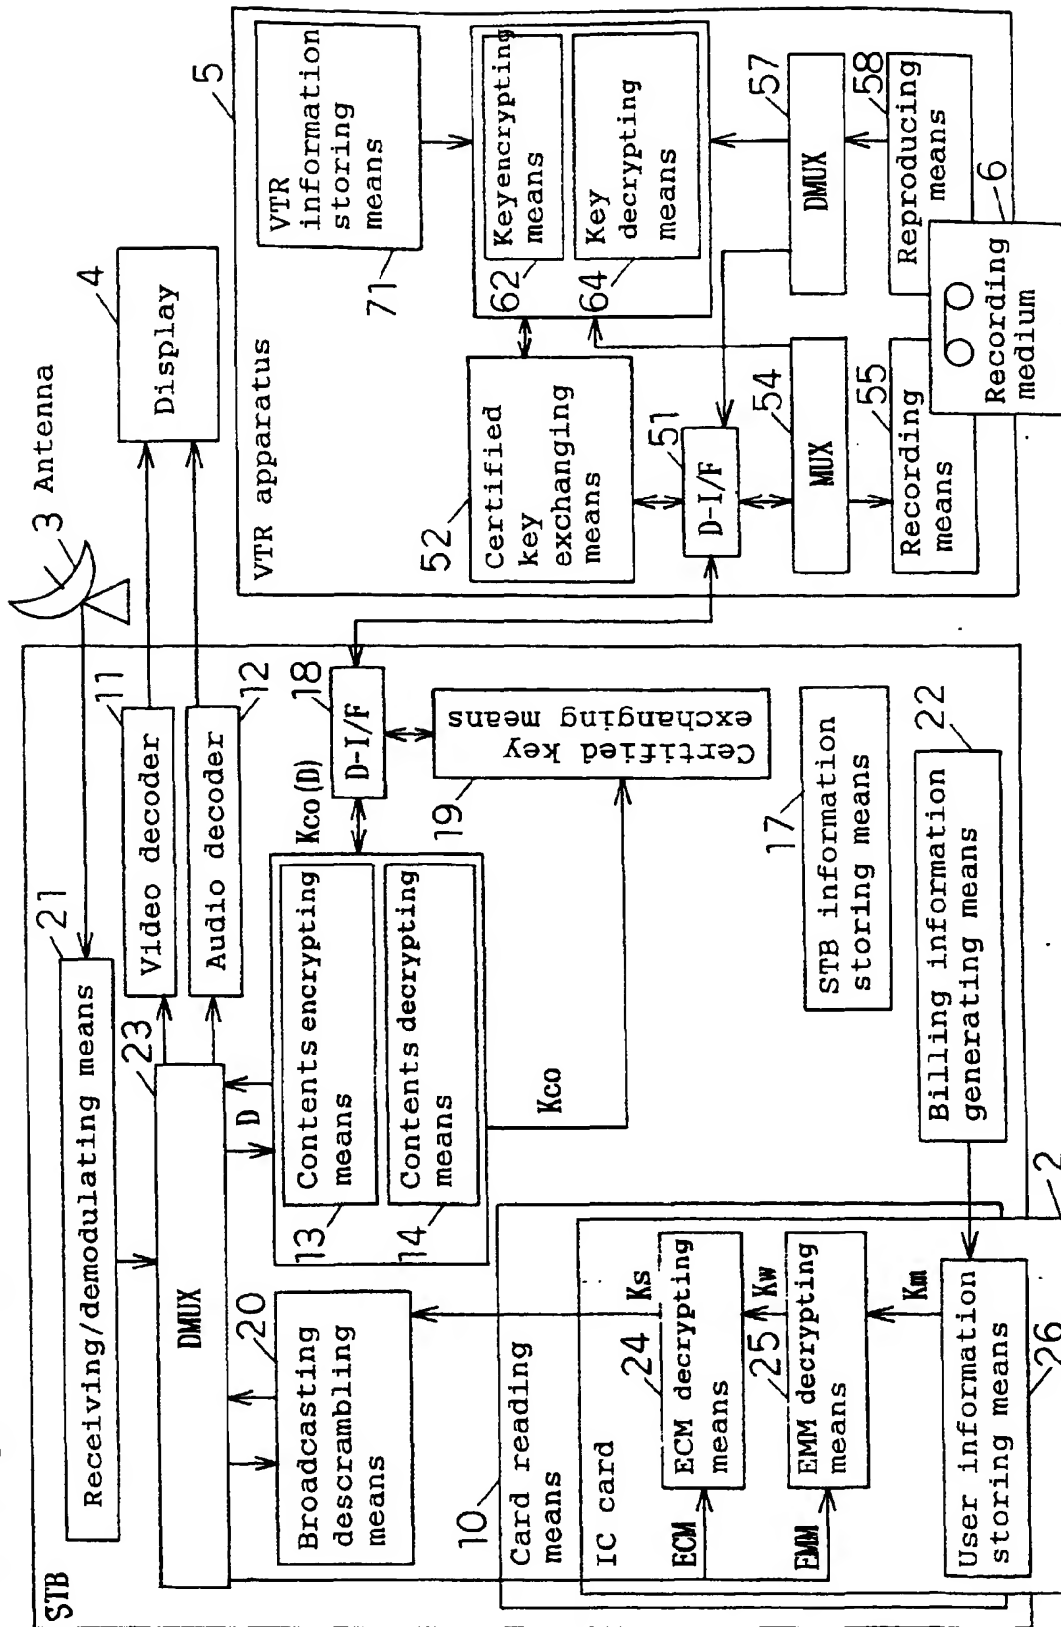 STB
Receiving/demodulating means
21
3
Antenna
DMUX
23
Video decoder
11
Audio decoder
12
4
Display
20
Broadcasting
descrambling
means
D
Contents encrypting
means
13
Contents decrypting
means
14
Kco(D)
D-I/F
18
Kco
Certified key
exchanging means
19
10
Card reading
means
IC card
ECM
EMM
ECM decrypting
means
24
Ks
EMM decrypting
means
25
Kw
Km
User information
storing means
26
2
STB information
storing means
17
Billing information
generating means
22
5
VTR apparatus
VTR
information
storing
means
71
Keyencrypting
means
62
Key
decrypting
means
64
52
Certified
key
exchanging
means
D-I/F
51
MUX
54
DMUX
57
Recording
means
55
Reproducing
means
58
6
Recording
medium